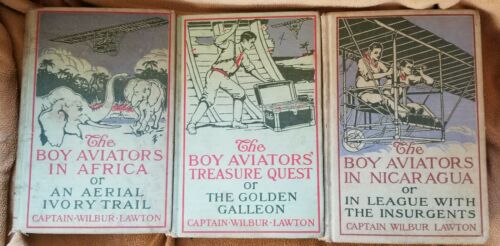 The
BOY AVIATORS
IN AFRICA
or
AN AERIAL
IVORY TRAIL
CAPTAIN·WILBUR·LAWTON
The
BOY AVIATORS'
TREASURE QUEST
or
THE GOLDEN
GALLEON
CAPTAIN·WILBUR·LAWTON
The
BOY AVIATORS
IN NICARAGUA
or
IN LEAGUE WITH
THE INSURGENTS
CAPTAIN WILBUR LAWTON